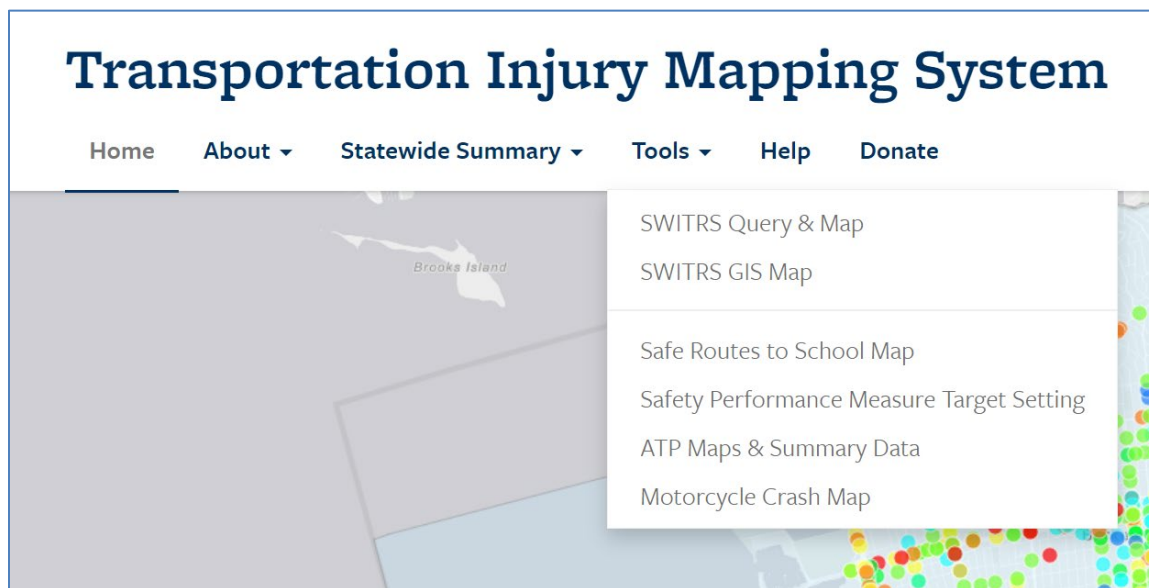 Transportation Injury Mapping System
Home About Statewide Summary Tools Help Donate
SWITRS Query & Map
SWITRS GIS Map
Brooks Island
Safe Routes to School Map
Safety Performance Measure Target Setting
ATP Maps & Summary Data
Motorcycle Crash Map